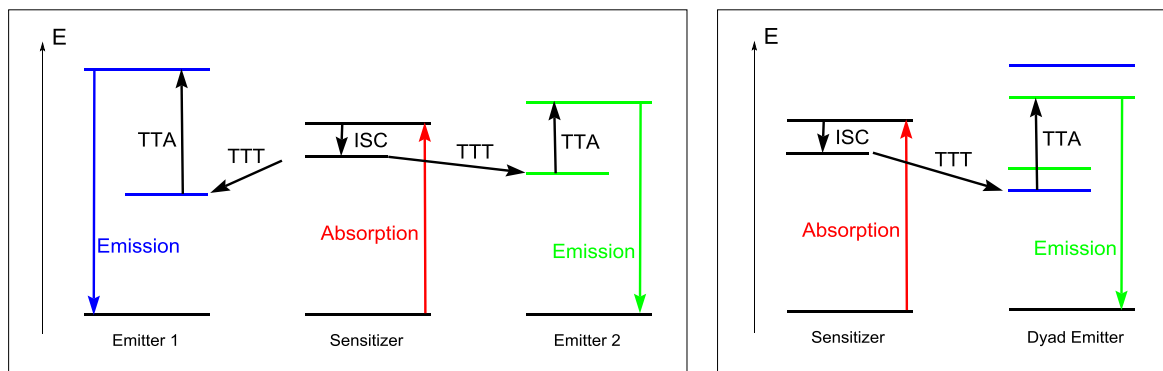 E
TTA
TTT
ISC
TTT
TTA
Emission
Absorption
Emission
Emitter 1
Sensitizer
Emitter 2
E
ISC
TTT
TTA
Absorption
Emission
Sensitizer
Dyad Emitter